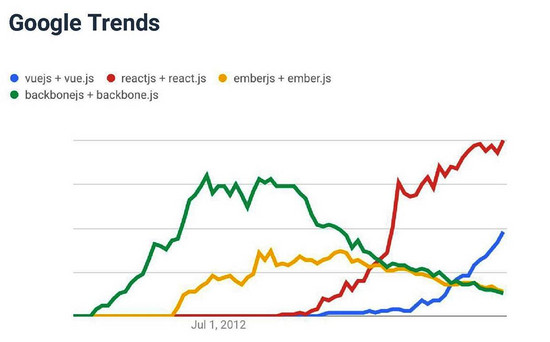 Google Trends
vuejs + vue.js reactjs + react.js emberjs + ember.js
backbonejs + backbone.js
Jul 1, 2012